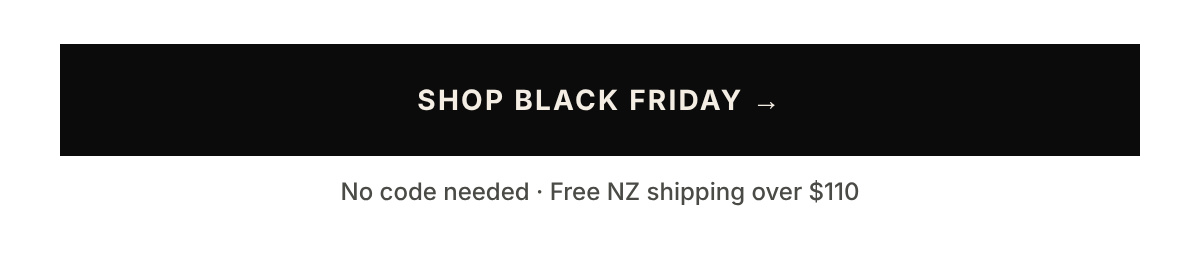 SHOP BLACK FRIDAY →
No code needed · Free NZ shipping over $110